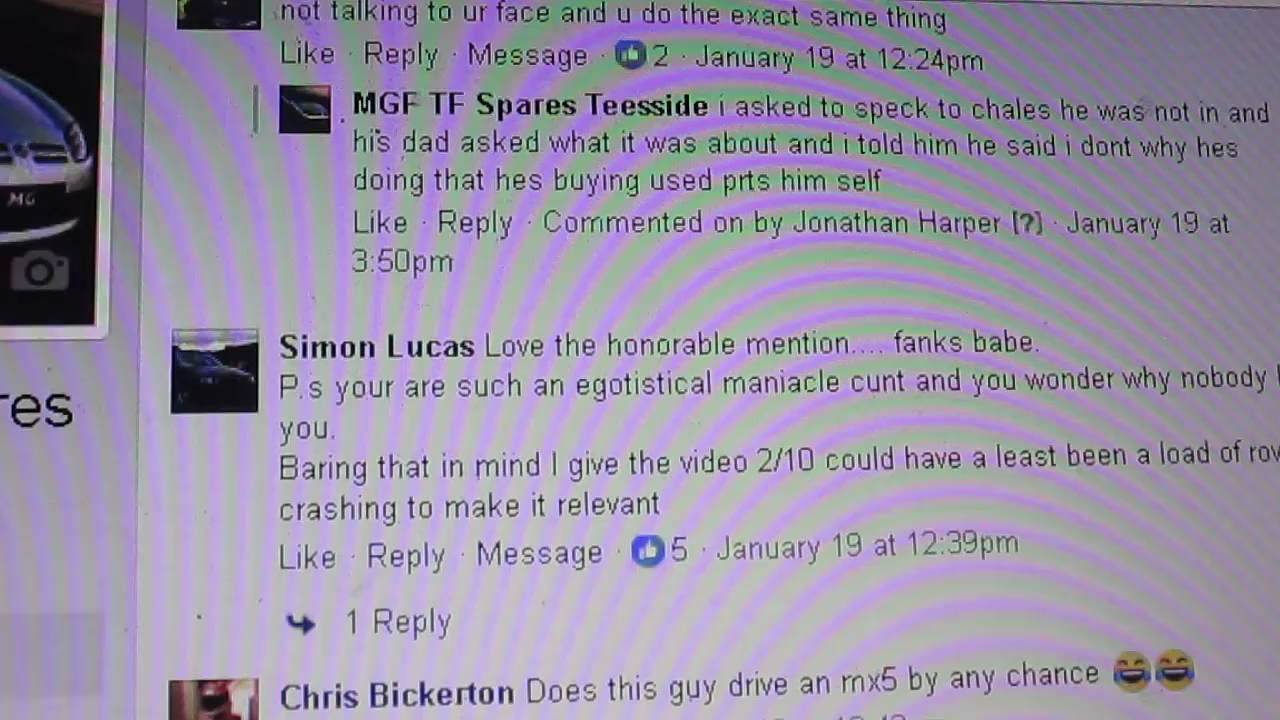 not talking to ur face and u do the exact same thing
Like · Reply · Message · 2 · January 19 at 12:24pm
MGF TF Spares Teesside i asked to speck to chales he was not in and
his dad asked what it was about and i told him he said i dont why hes
doing that hes buying used prts him self
Like · Reply · Commented on by Jonathan Harper [?] · January 19 at
3:50pm
MG
Simon Lucas Love the honorable mention.... fanks babe.
P.s your are such an egotistical maniacle cunt and you wonder why nobody
you.
res
Baring that in mind I give the video 2/10 could have a least been a load of
crashing to make it relevant
Like · Reply · Message · 5 · January 19 at 12:39pm
1 Reply
Chris Bickerton Does this guy drive an mx5 by any chance 😂😂